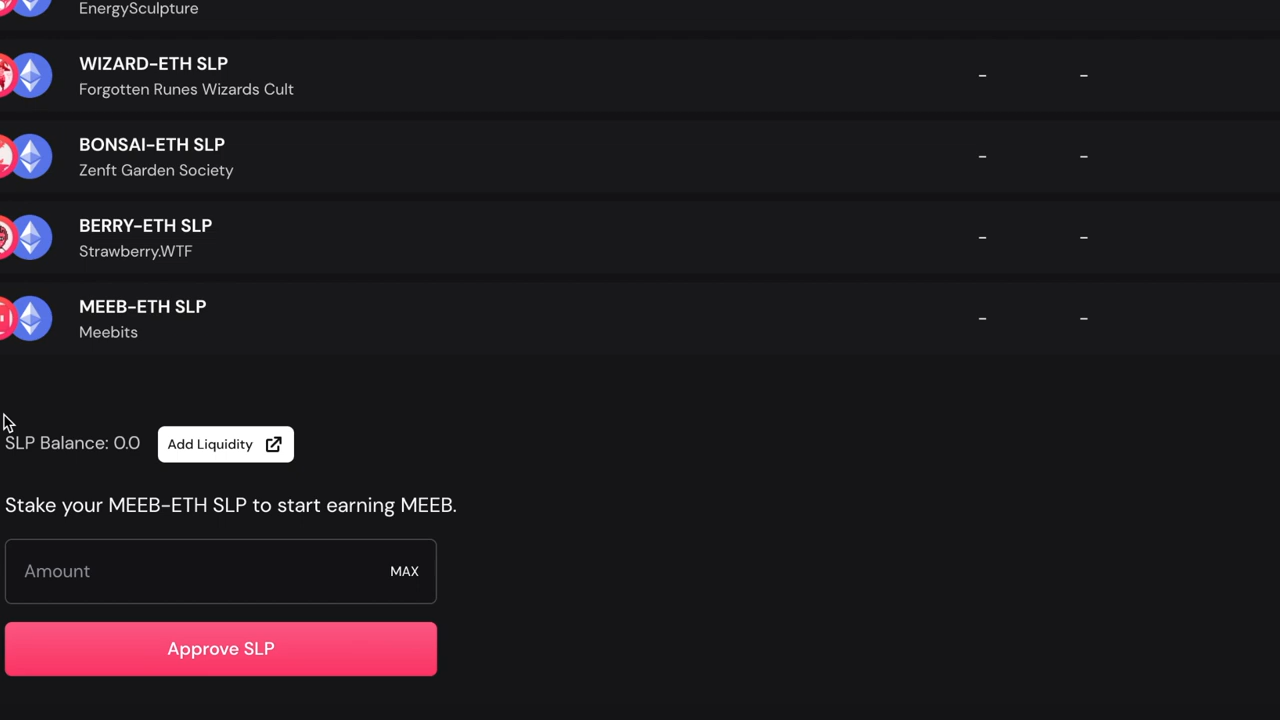 EnergySculpture
WIZARD-ETH SLP
Forgotten Runes Wizards Cult
- -
BONSAI-ETH SLP
Zenft Garden Society
- -
BERRY-ETH SLP
Strawberry.WTF
- -
MEEB-ETH SLP
Meebits
- -
SLP Balance: 0.0 Add Liquidity
Stake your MEEB-ETH SLP to start earning MEEB.
Amount MAX
Approve SLP